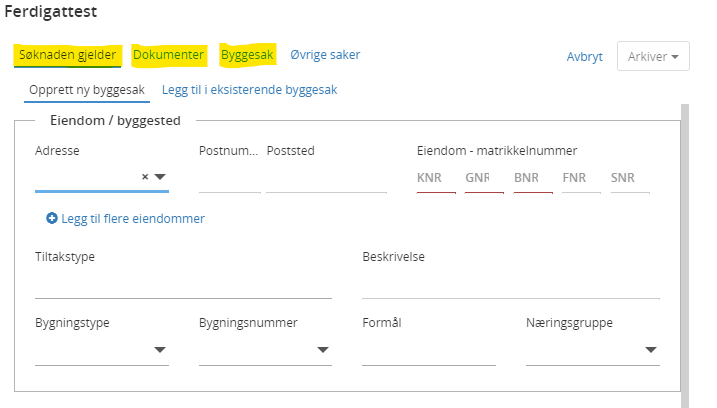 Ferdigattest
Søknaden gjelder Dokumenter Byggesak Øvrige saker Avbryt Arkiver
Opprett ny byggesak Legg til i eksisterende byggesak
Eiendom / byggested
Adresse Postnum... Poststed Eiendom - matrikkelnummer
× KNR GNR BNR FNR SNR
Legg til flere eiendommer
Tiltakstype Beskrivelse
Bygningstype Bygningsnummer Formål Næringsgruppe